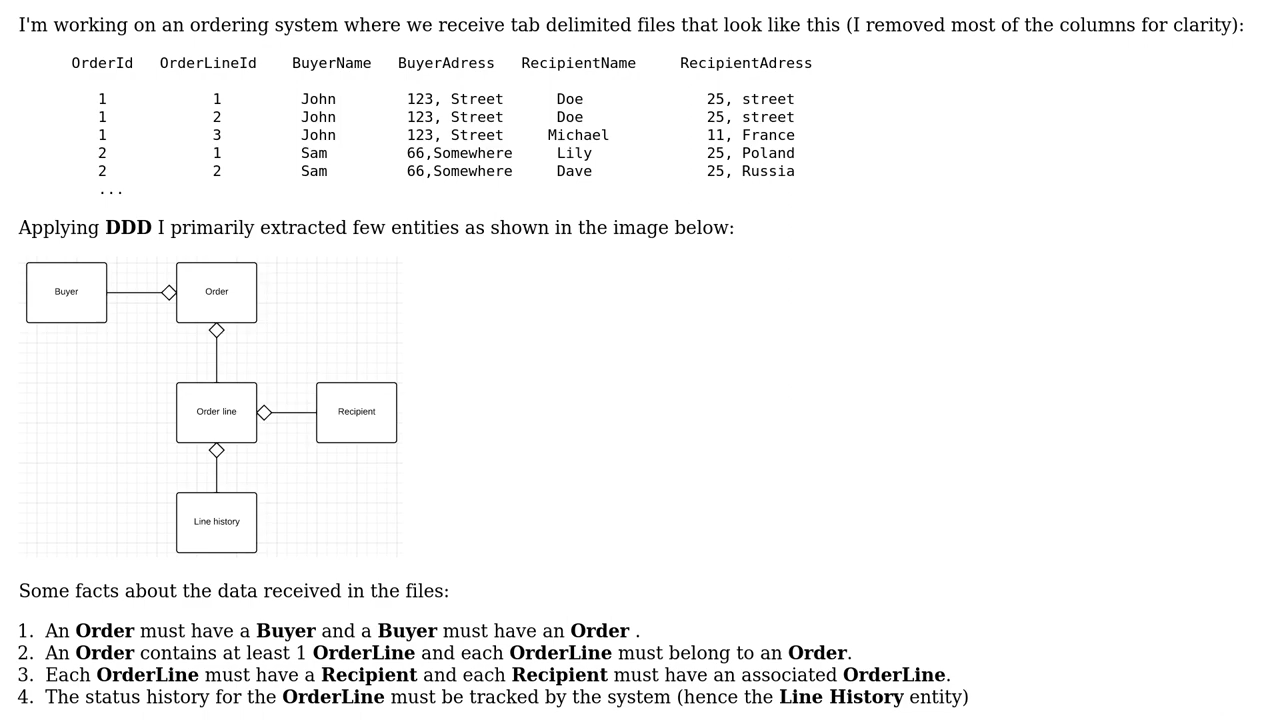 I'm working on an ordering system where we receive tab delimited files that look like this (I removed most of the columns for clarity):
OrderId OrderLineId BuyerName BuyerAdress RecipientName RecipientAdress
1 1 John 123, Street Doe 25, street
1 2 John 123, Street Doe 25, street
1 3 John 123, Street Michael 11, France
2 1 Sam 66,Somewhere Lily 25, Poland
2 2 Sam 66,Somewhere Dave 25, Russia
...
Applying DDD I primarily extracted few entities as shown in the image below:
Buyer Order
Order line Recipient
Line history
Some facts about the data received in the files:
1. An Order must have a Buyer and a Buyer must have an Order .
2. An Order contains at least 1 OrderLine and each OrderLine must belong to an Order.
3. Each OrderLine must have a Recipient and each Recipient must have an associated OrderLine.
4. The status history for the OrderLine must be tracked by the system (hence the Line History entity)